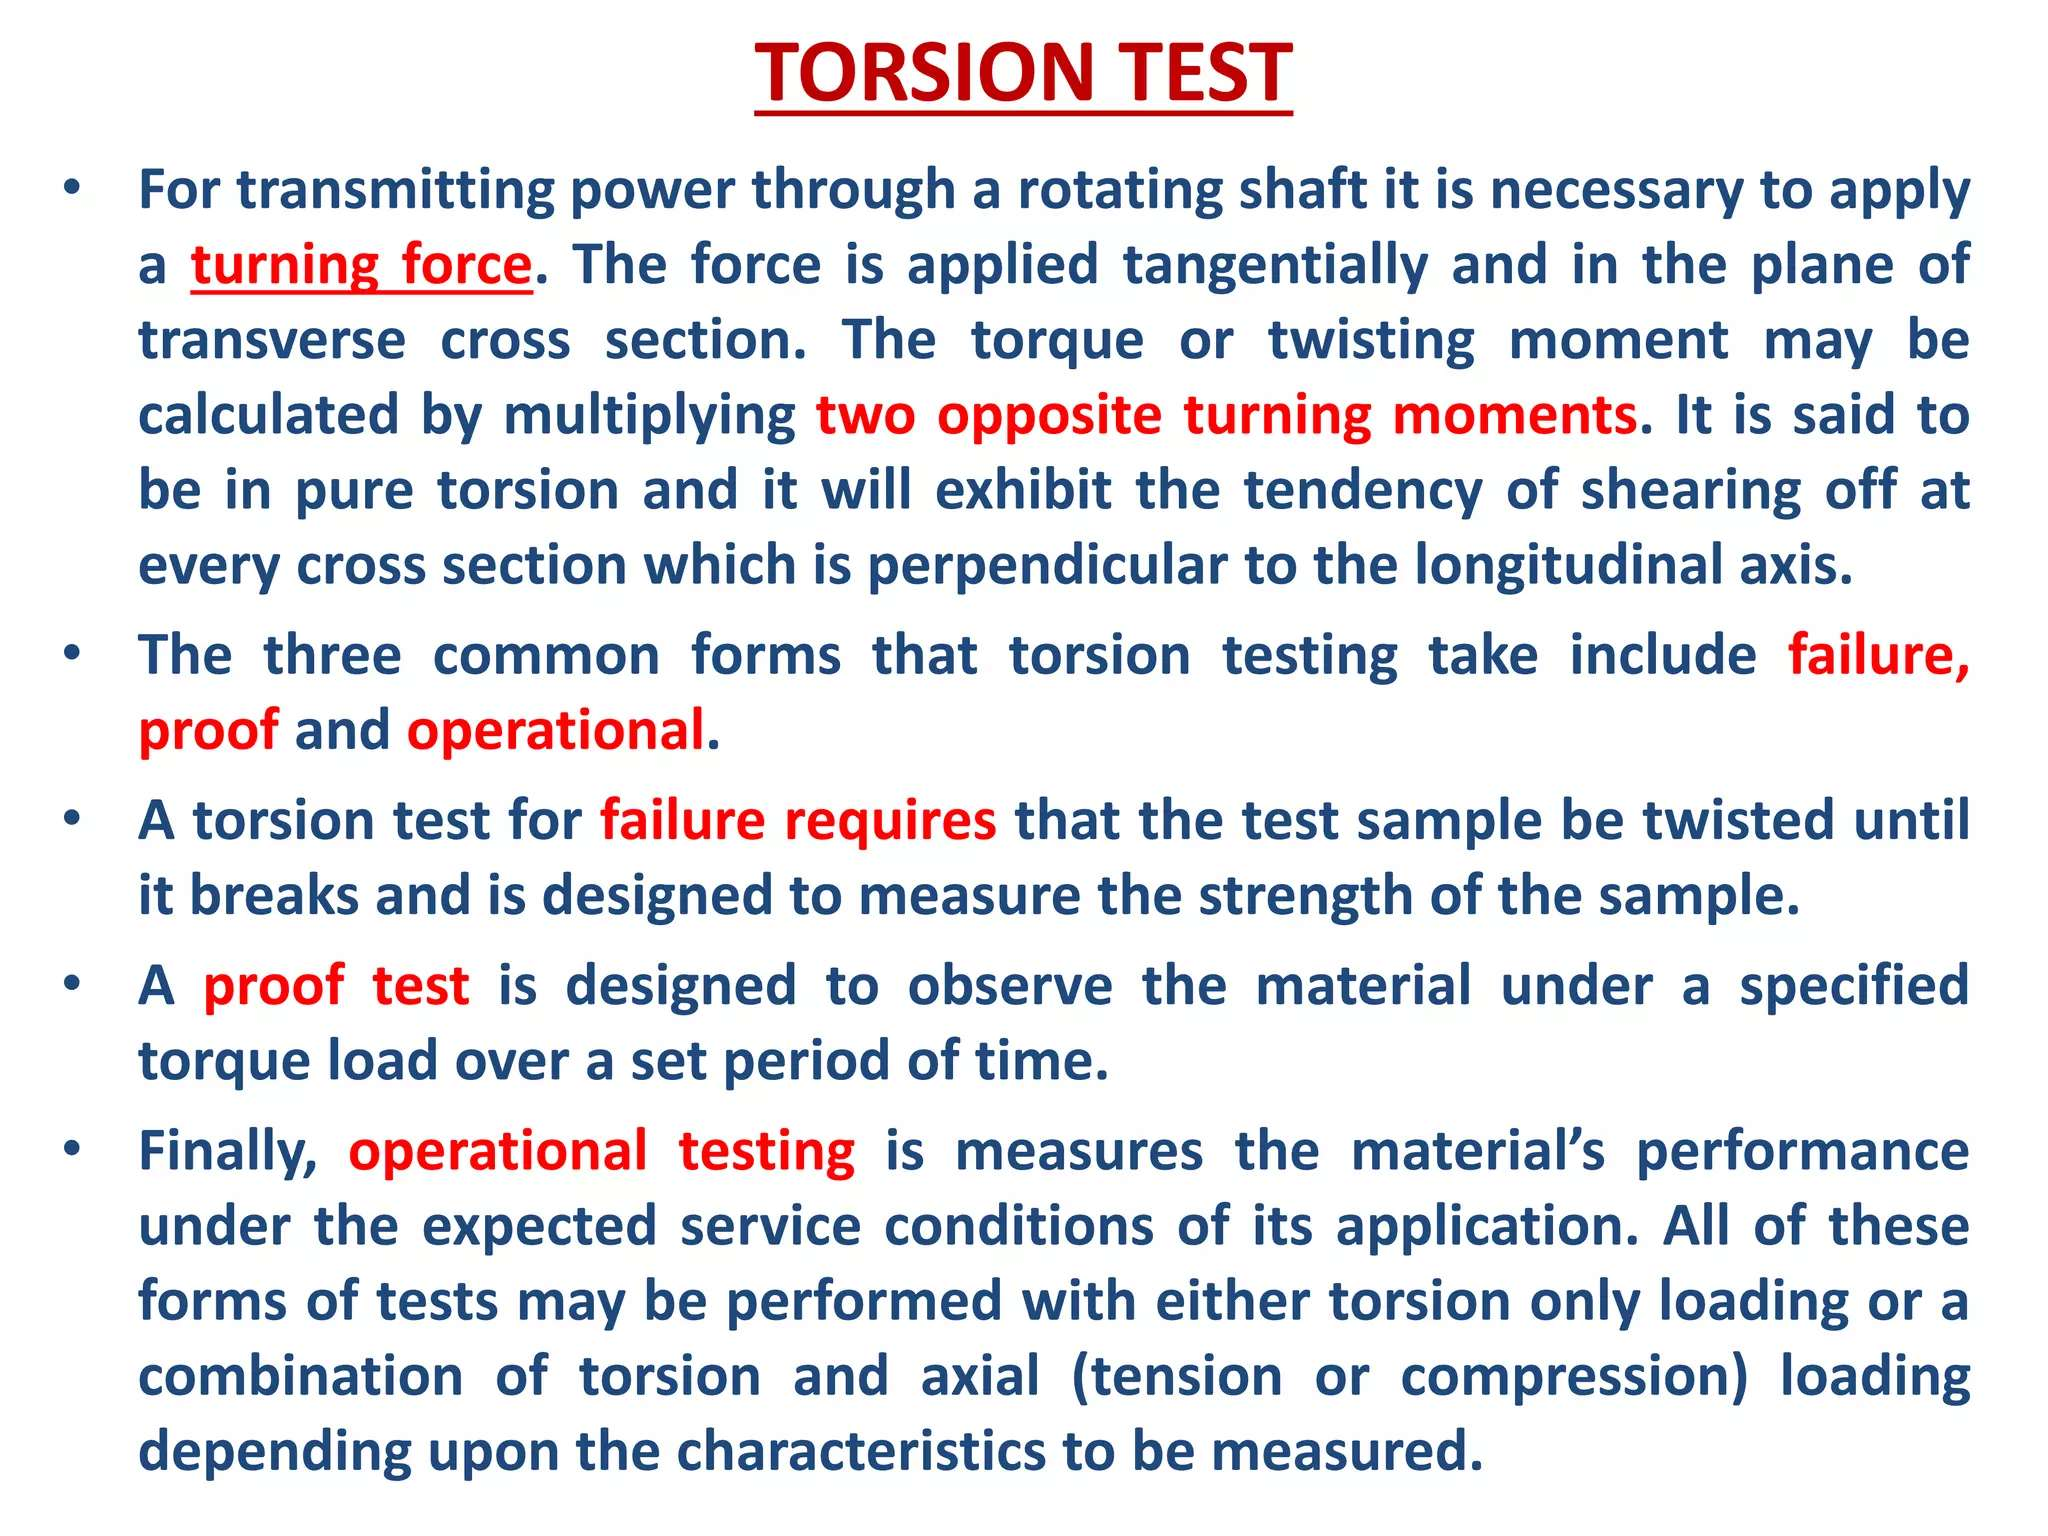 TORSION TEST
• For transmitting power through a rotating shaft it is necessary to apply
a turning force. The force is applied tangentially and in the plane of
transverse cross section. The torque or twisting moment may be
calculated by multiplying two opposite turning moments. It is said to
be in pure torsion and it will exhibit the tendency of shearing off at
every cross section which is perpendicular to the longitudinal axis.
• The three common forms that torsion testing take include failure,
proof and operational.
• A torsion test for failure requires that the test sample be twisted until
it breaks and is designed to measure the strength of the sample.
• A proof test is designed to observe the material under a specified
torque load over a set period of time.
• Finally, operational testing is measures the material’s performance
under the expected service conditions of its application. All of these
forms of tests may be performed with either torsion only loading or a
combination of torsion and axial (tension or compression) loading
depending upon the characteristics to be measured.